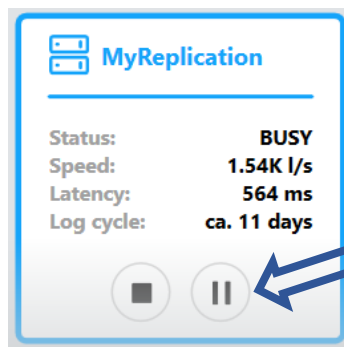 MyReplication
Status: BUSY
Speed: 1.54K l/s
Latency: 564 ms
Log cycle: ca. 11 days